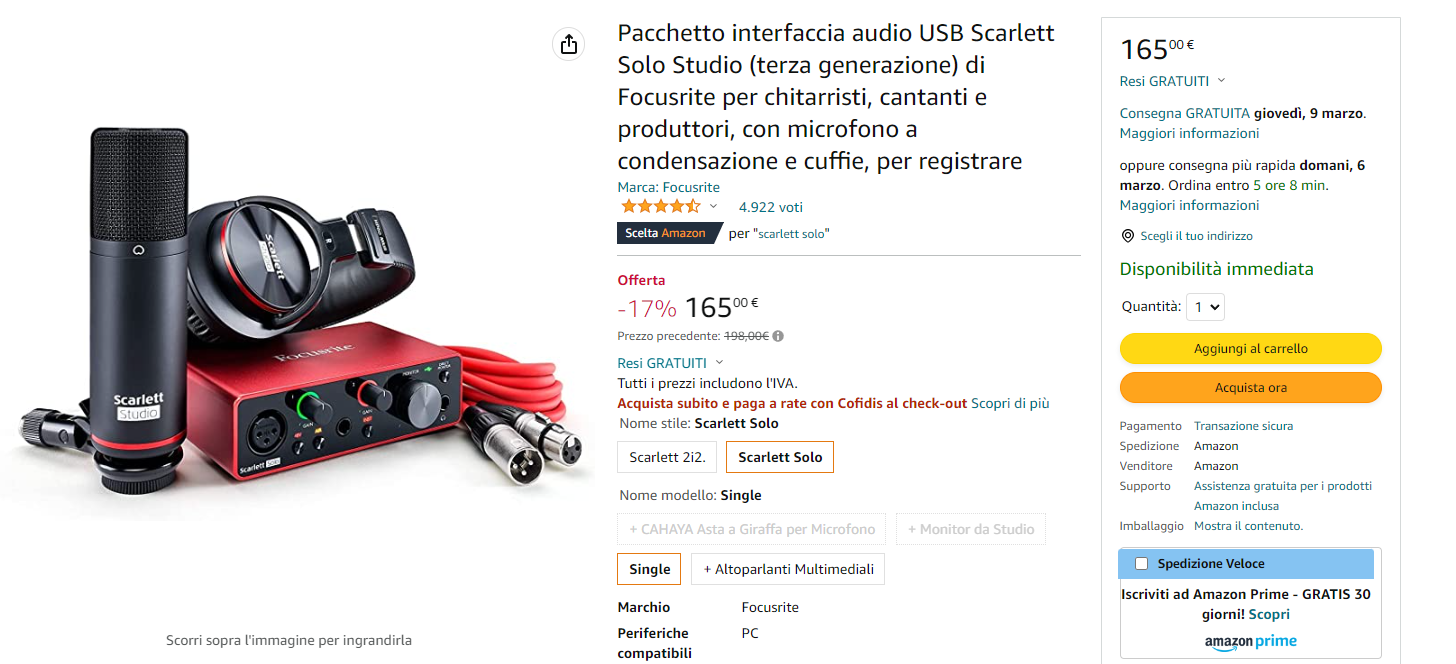 Pacchetto interfaccia audio USB Scarlett
Solo Studio (terza generazione) di
Focusrite per chitarristi, cantanti e
produttori, con microfono a
condensazione e cuffie, per registrare
Marca: Focusrite
4.922 voti
Scelta Amazon per "scarlett solo"
Offerta
-17% 165,00 €
Prezzo precedente: 198,00€
Resi GRATUITI
Tutti i prezzi includono l'IVA.
Acquista subito e paga a rate con Cofidis al check-out Scopri di più
Nome stile: Scarlett Solo
Scarlett 2i2. Scarlett Solo
Nome modello: Single
+ CAHAYA Asta a Giraffa per Microfono + Monitor da Studio
Single + Altoparlanti Multimediali
Marchio Focusrite
Periferiche PC
compatibili
Scarlett
Studio
Scarlett
Studio
Focusrite
MONITOR
GAIN
GAIN
Scarlett Solo
Scorri sopra l'immagine per ingrandirla
165,00 €
Resi GRATUITI
Consegna GRATUITA giovedì, 9 marzo.
Maggiori informazioni
oppure consegna più rapida domani, 6
marzo. Ordina entro 5 ore 8 min.
Maggiori informazioni
Scegli il tuo indirizzo
Disponibilità immediata
Quantità: 1
Aggiungi al carrello
Acquista ora
Pagamento Transazione sicura
Spedizione Amazon
Venditore Amazon
Supporto Assistenza gratuita per i prodotti
Amazon inclusa
Imballaggio Mostra il contenuto.
Spedizione Veloce
Iscriviti ad Amazon Prime - GRATIS 30
giorni! Scopri
amazon prime